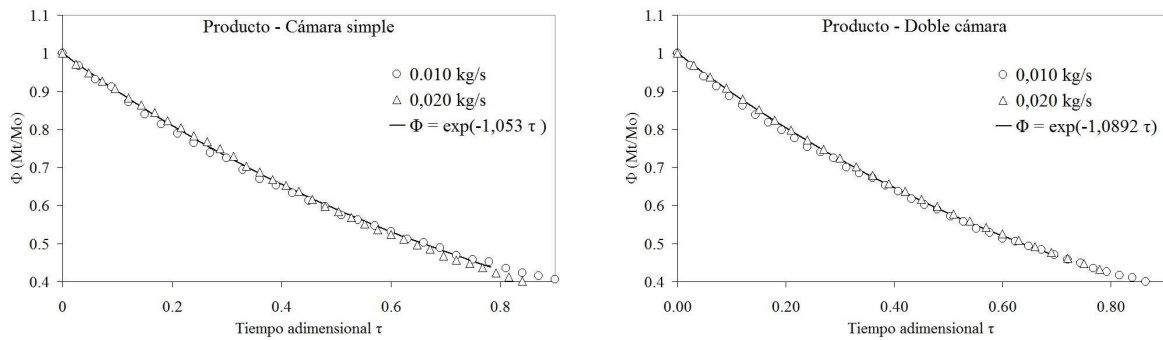 Producto - Cámara simple
1.1
1
0.9
0.8
0.7
0.6
0.5
0.4
Φ (Mt/Mo)
0.010 kg/s
0,020 kg/s
Φ = exp(-1,053 τ )
0
0.2
0.4
0.6
0.8
Tiempo adimensional τ
Producto - Doble cámara
1.1
1
0.9
0.8
0.7
0.6
0.5
0.4
Φ (Mt/Mo)
0,010 kg/s
0,020 kg/s
Φ = exp(-1,0892 τ)
0.00
0.20
0.40
0.60
0.80
Tiempo adimensional τ